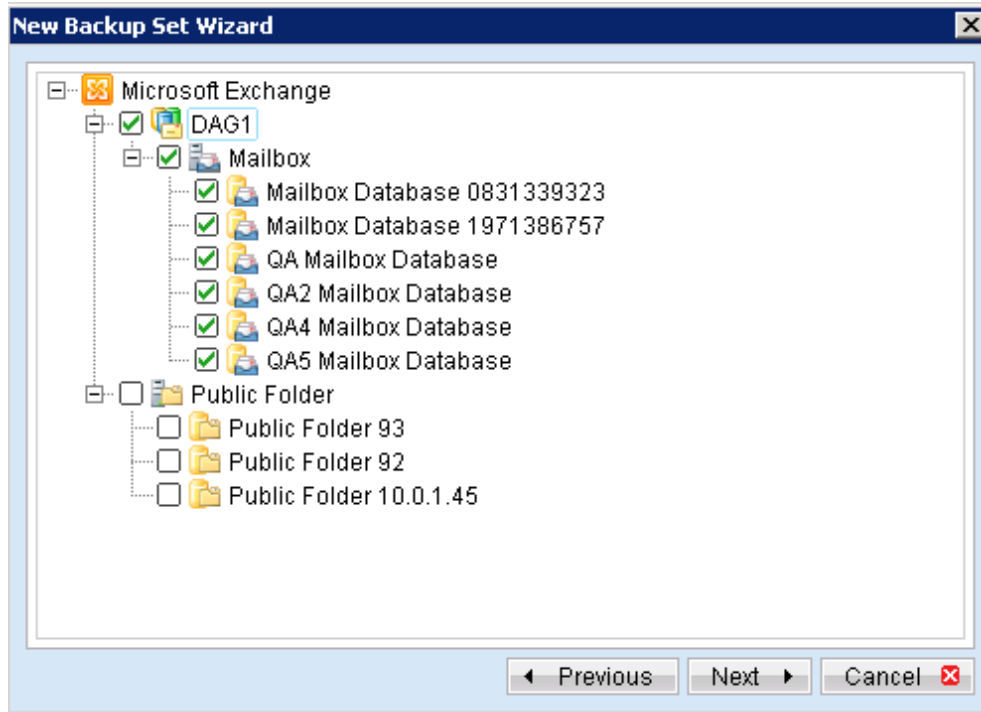 New Backup Set Wizard
Microsoft Exchange
DAG1
Mailbox
Mailbox Database 0831339323
Mailbox Database 1971386757
QA Mailbox Database
QA2 Mailbox Database
QA4 Mailbox Database
QA5 Mailbox Database
Public Folder
Public Folder 93
Public Folder 92
Public Folder 10.0.1.45
Previous Next Cancel